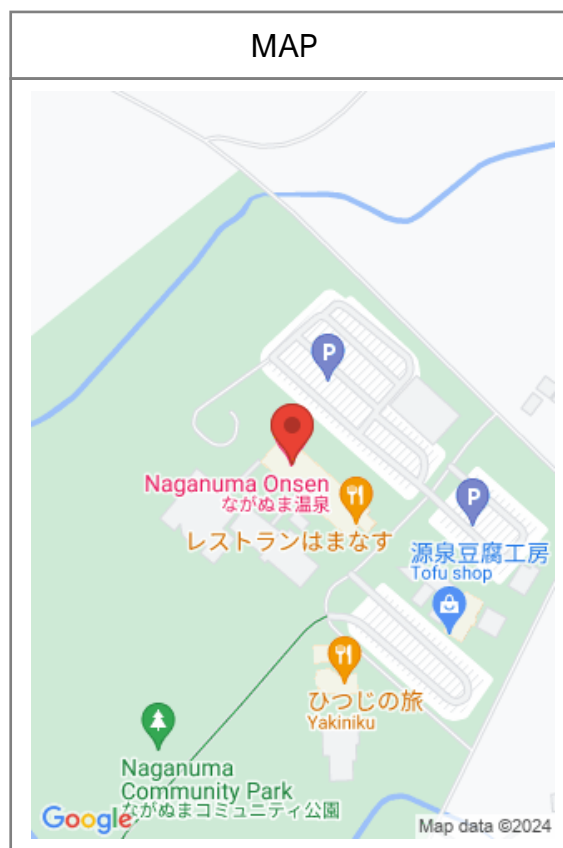 MAP
P
Naganuma Onsen
ながぬま温泉
レストランはまなす
P
源泉豆腐工房
Tofu shop
ひつじの旅
Yakiniku
Naganuma
Community Park
ながぬまコミュニティ公園
Google
Map data ©2024